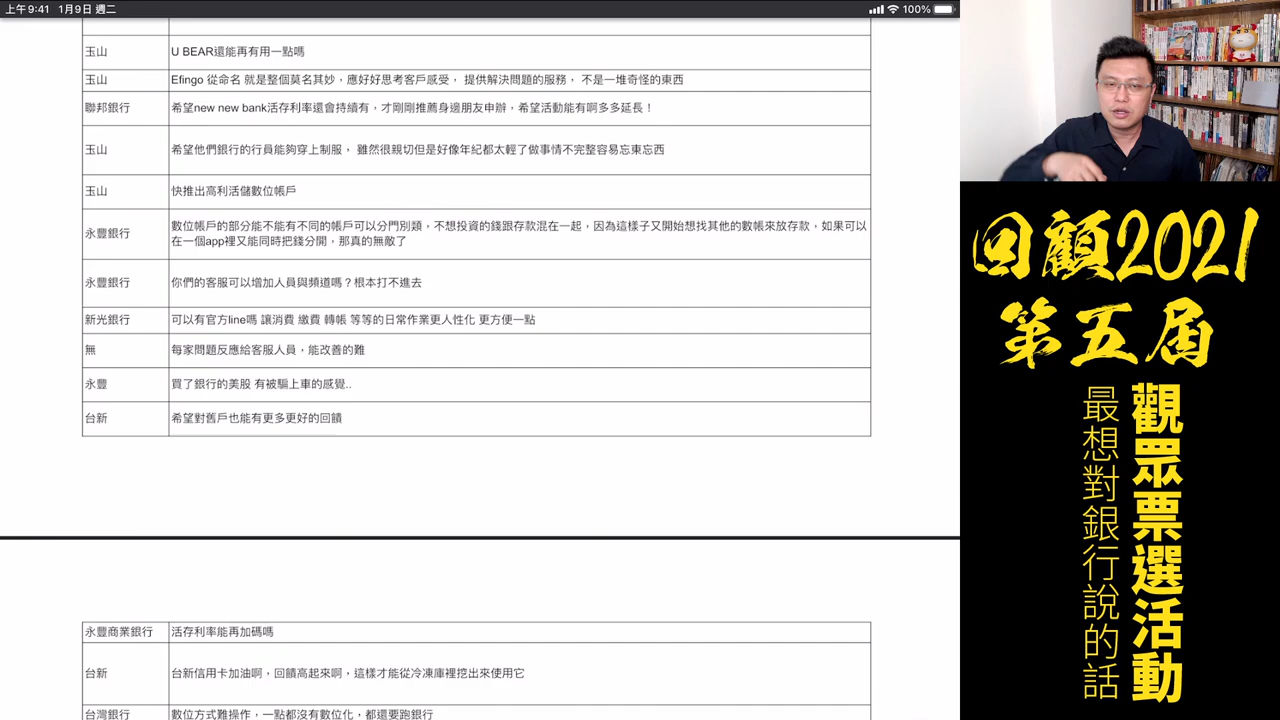 上午9:41 1月9日 週二
100%
玉山 U BEAR還能再有用一點嗎
玉山 Efingo 從命名 就是整個莫名其妙，應好好思考客戶感受， 提供解決問題的服務， 不是一堆奇怪的東西
聯邦銀行 希望new new bank活存利率還會持續有，才剛剛推薦身邊朋友申辦，希望活動能有啊多多延長！
玉山 希望他們銀行的行員能夠穿上制服， 雖然很親切但是好像年紀都太輕了做事情不完整容易忘東忘西
玉山 快推出高利活儲數位帳戶
永豐銀行 數位帳戶的部分能不能有不同的帳戶可以分門別類，不想投資的錢跟存款混在一起，因為這樣子又開始想找其他的數帳來放存款，如果可以
在一個app裡又能同時把錢分開，那真的無敵了
永豐銀行 你們的客服可以增加人員與頻道嗎？根本打不進去
新光銀行 可以有官方line嗎 讓消費 繳費 轉帳 等等的日常作業更人性化 更方便一點
無 每家問題反應給客服人員，能改善的難
永豐 買了銀行的美股 有被騙上車的感覺..
台新 希望對舊戶也能有更多更好的回饋
永豐商業銀行 活存利率能再加碼嗎
台新 台新信用卡加油啊，回饋高起來啊，這樣才能從冷凍庫裡挖出來使用它
台灣銀行 數位方式難操作，一點都沒有數位化，都還要跑銀行
回顧2021
第五屆
觀眾票選活動
最想對銀行說的話